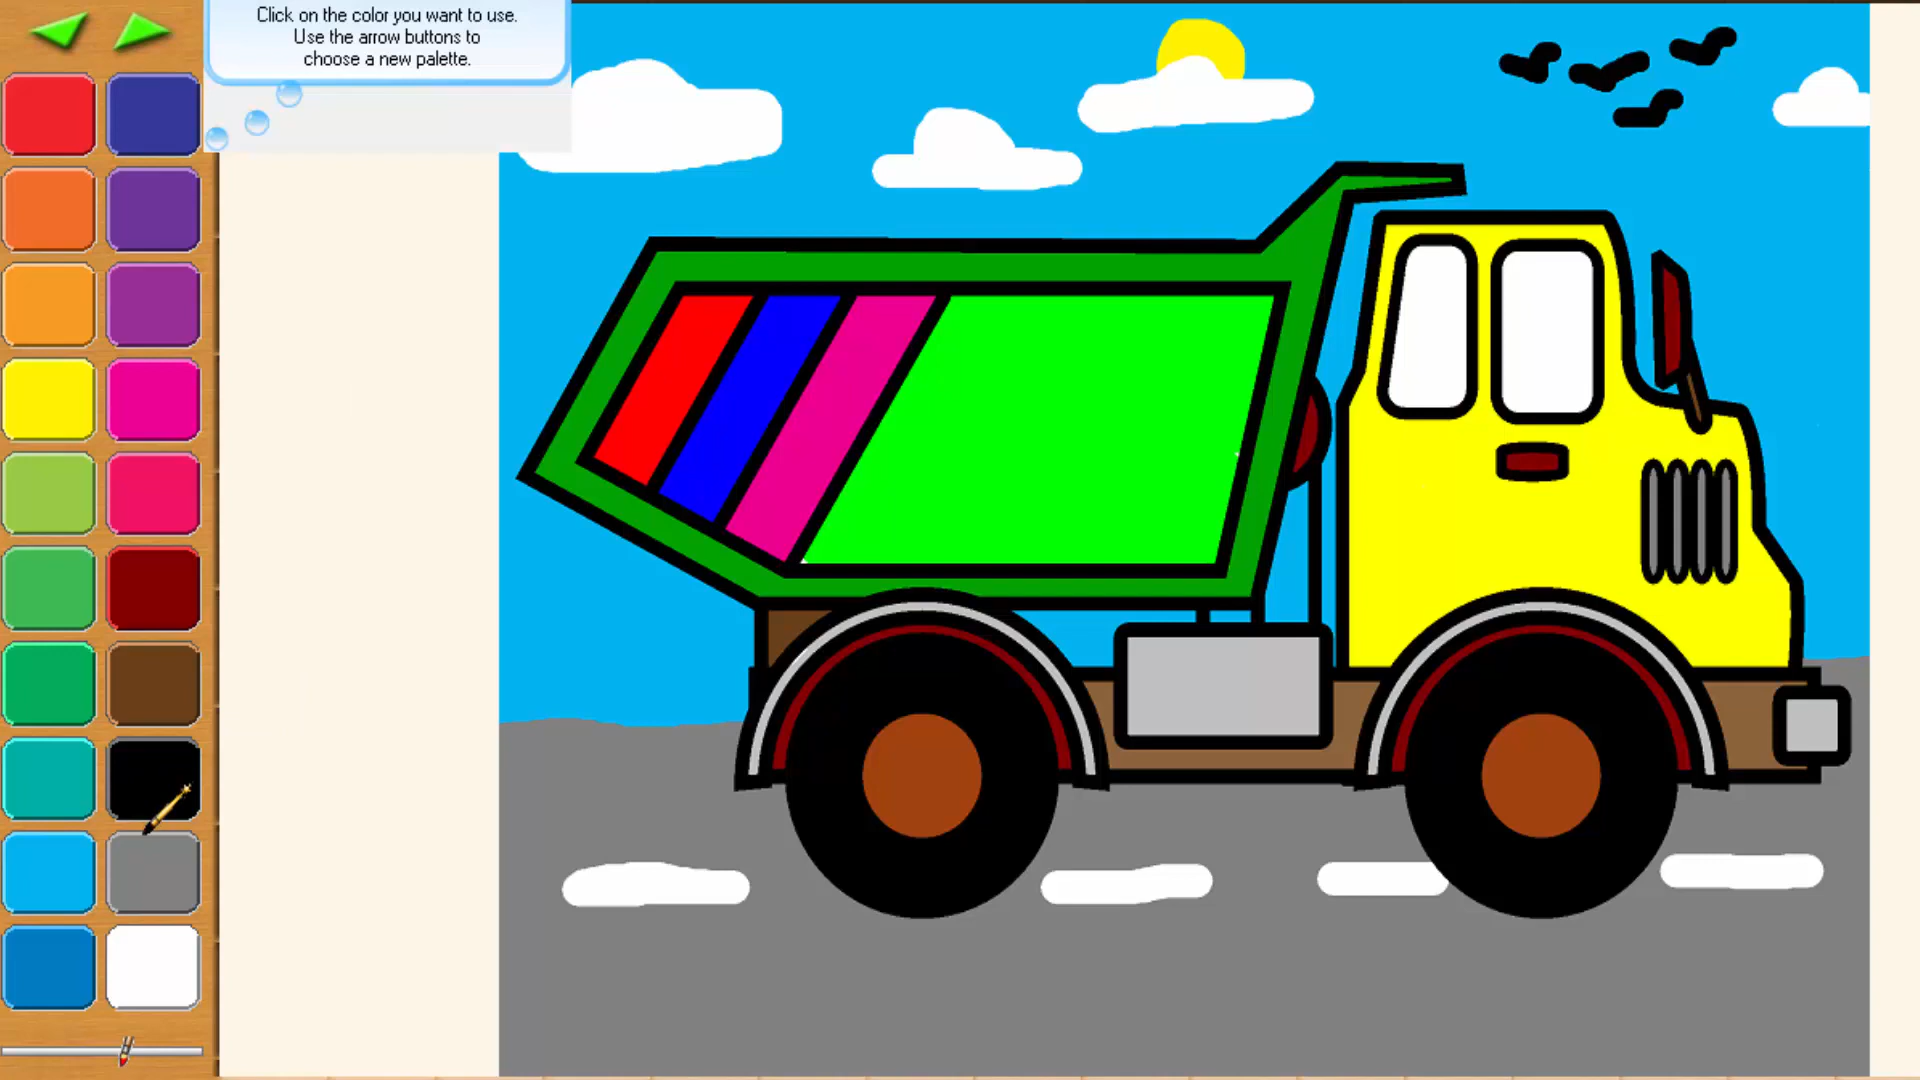 Click on the color you want to use.
Use the arrow buttons to
choose a new palette.